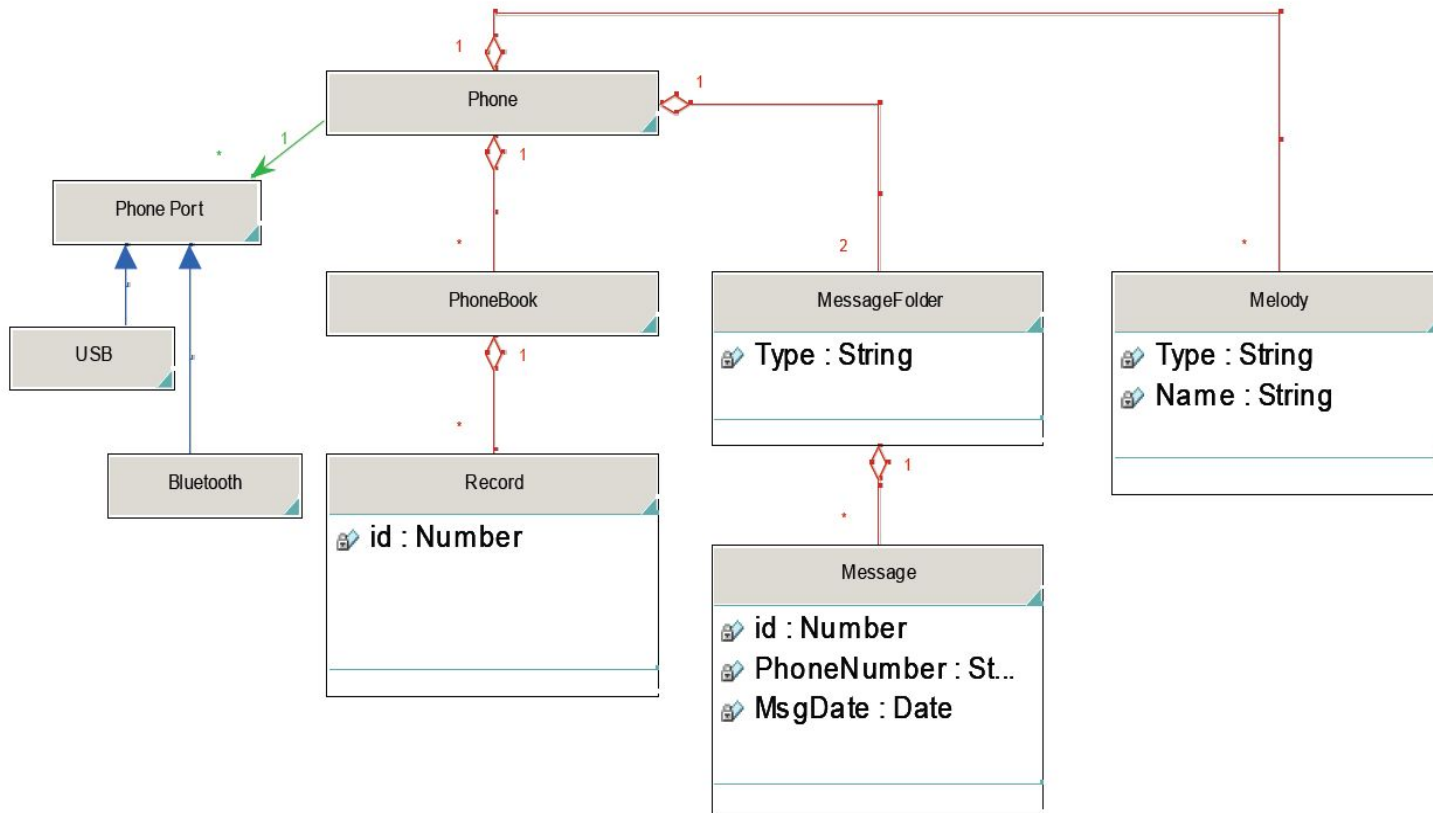 1
1
Phone
1
*
1
Phone Port
*
2
*
PhoneBook
MessageFolder
Melody
USB
1
Type : String
Type : String
Name : String
*
1
Bluetooth
Record
id : Number
*
Message
id : Number
PhoneNumber : St...
MsgDate : Date